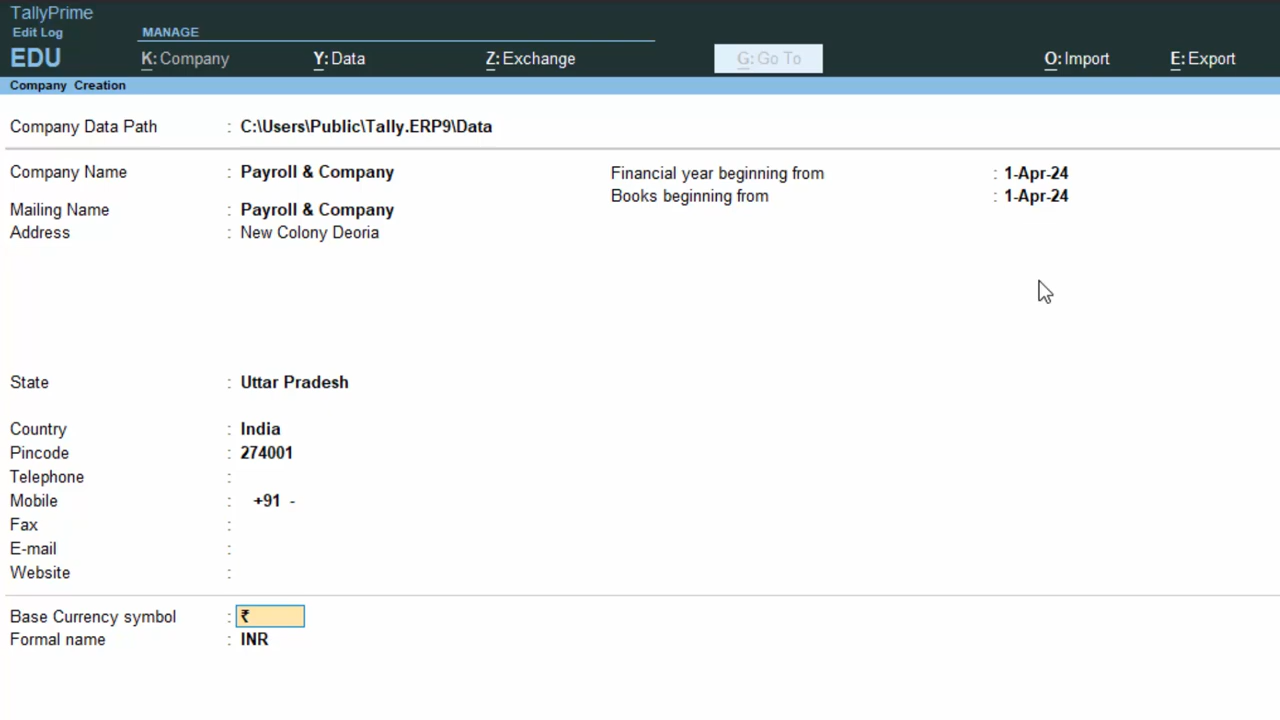 TallyPrime
Edit Log
EDU
MANAGE
K: Company Y: Data Z: Exchange G: Go To O: Import E: Export
Company Creation
Company Data Path : C:\Users\Public\Tally.ERP9\Data
Company Name : Payroll & Company Financial year beginning from : 1-Apr-24
Books beginning from : 1-Apr-24
Mailing Name : Payroll & Company
Address : New Colony Deoria
State : Uttar Pradesh
Country : India
Pincode : 274001
Telephone :
Mobile : +91 -
Fax :
E-mail :
Website :
Base Currency symbol : ₹
Formal name : INR